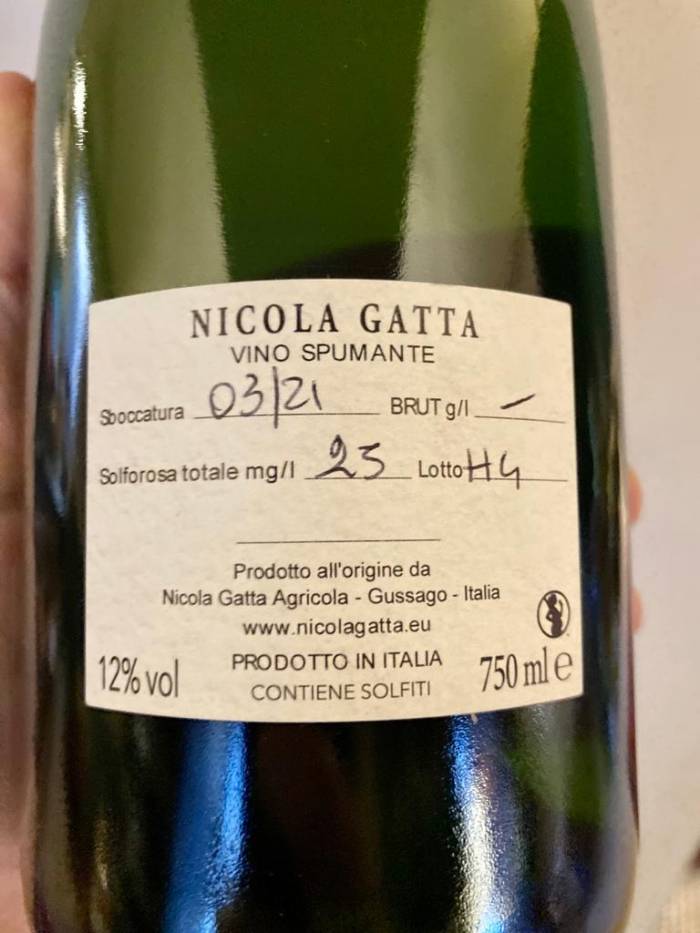 NICOLA GATTA
VINO SPUMANTE
Sboccatura 03/21 BRUT g/l –
Solforosa totale mg/l 23 Lotto H4
Prodotto all'origine da
Nicola Gatta Agricola - Gussago - Italia
www.nicolagatta.eu
12% vol PRODOTTO IN ITALIA 750 ml e
CONTIENE SOLFITI